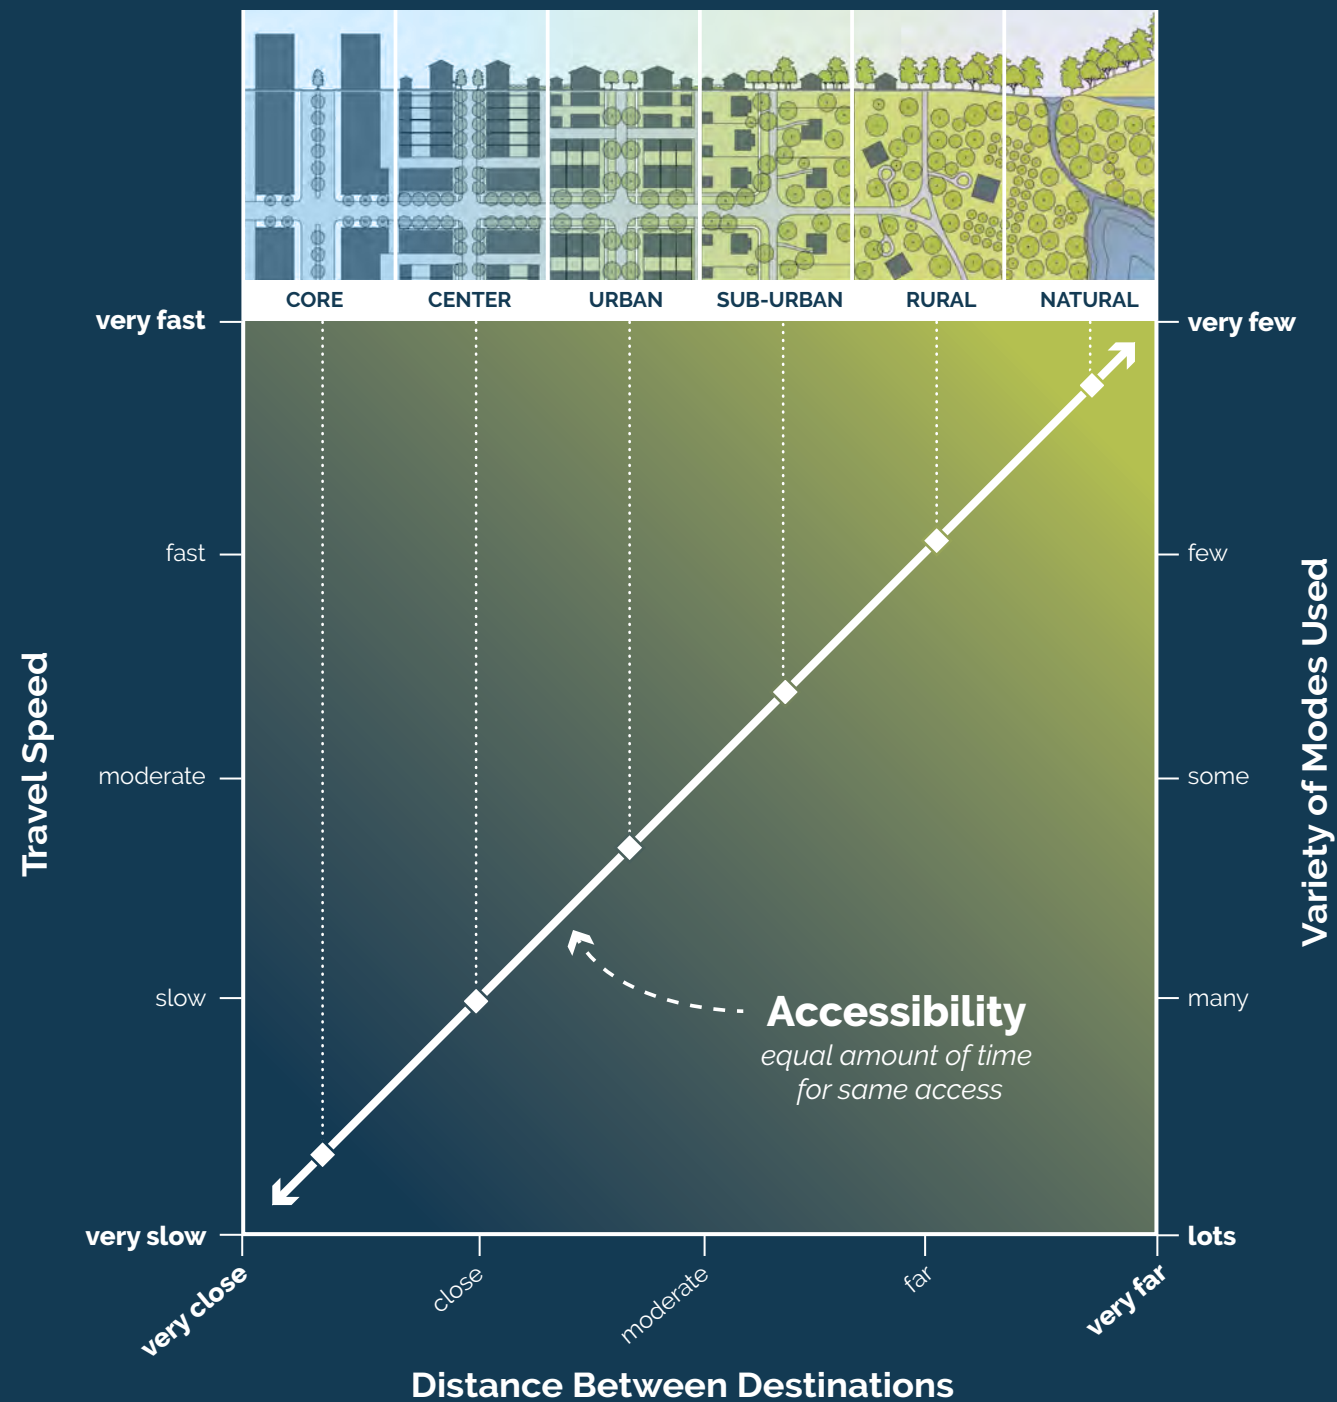 CORE
CENTER
URBAN
SUB-URBAN
RURAL
NATURAL
very fast
fast
moderate
slow
very slow
Travel Speed
very few
few
some
many
lots
Variety of Modes Used
Accessibility
equal amount of time
for same access
very close
close
moderate
far
very far
Distance Between Destinations